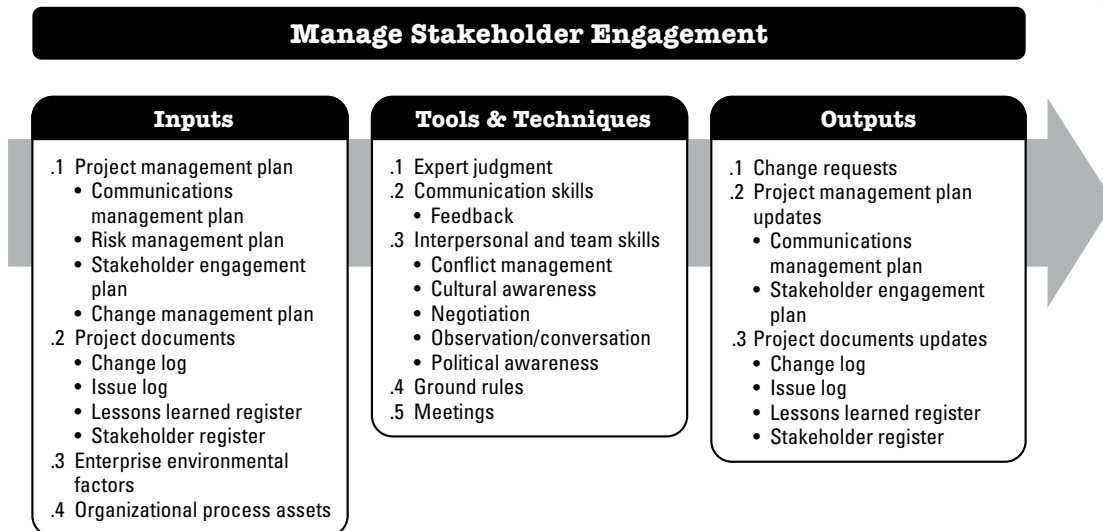 Manage Stakeholder Engagement
Inputs
.1 Project management plan
• Communications
management plan
• Risk management plan
• Stakeholder engagement
plan
• Change management plan
.2 Project documents
• Change log
• Issue log
• Lessons learned register
• Stakeholder register
.3 Enterprise environmental
factors
.4 Organizational process assets
Tools & Techniques
.1 Expert judgment
.2 Communication skills
• Feedback
.3 Interpersonal and team skills
• Conflict management
• Cultural awareness
• Negotiation
• Observation/conversation
• Political awareness
.4 Ground rules
.5 Meetings
Outputs
.1 Change requests
.2 Project management plan
updates
• Communications
management plan
• Stakeholder engagement
plan
.3 Project documents updates
• Change log
• Issue log
• Lessons learned register
• Stakeholder register